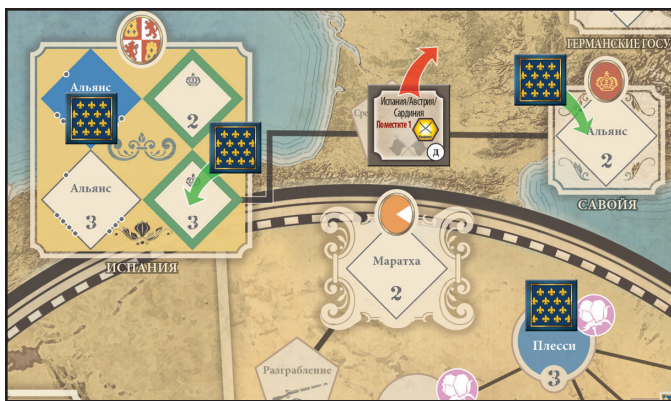 ГЕРМАНСКИЕ ГОСУ
Альянс
2
Альянс
3
3
ИСПАНИЯ
Испания/Австрия/
Сардиния
Поместите 1
Д
Альянс
2
САВОЙЯ
Маратха
2
Плесси
3
Разграбление